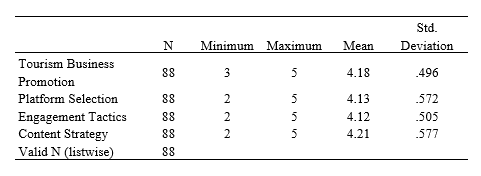 Std.
N Minimum Maximum Mean Deviation
Tourism Business
Promotion 88 3 5 4.18 .496
Platform Selection 88 2 5 4.13 .572
Engagement Tactics 88 2 5 4.12 .505
Content Strategy 88 2 5 4.21 .577
Valid N (listwise) 88